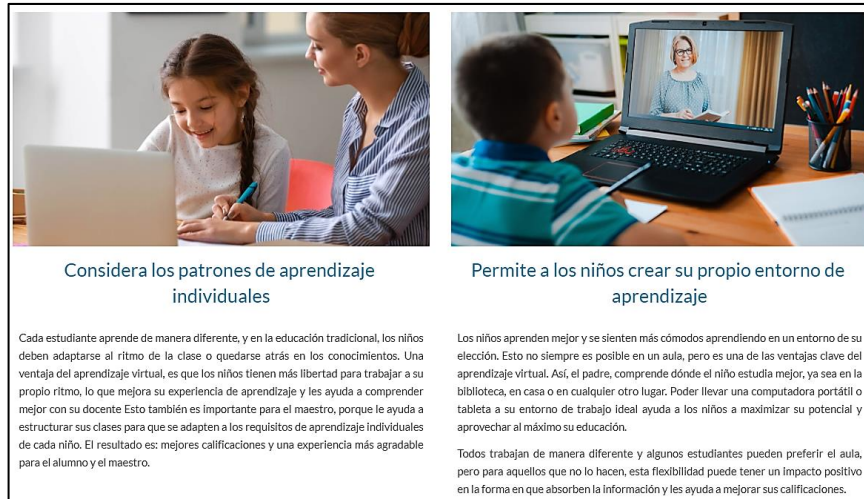 Considera los patrones de aprendizaje
individuales
Cada estudiante aprende de manera diferente, y en la educación tradicional, los niños
deben adaptarse al ritmo de la clase o quedarse atrás en los conocimientos. Una
ventaja del aprendizaje virtual, es que los niños tienen más libertad para trabajar a su
propio ritmo, lo que mejora su experiencia de aprendizaje y les ayuda a comprender
mejor con su docente Esto también es importante para el maestro, porque le ayuda a
estructurar sus clases para que se adapten a los requisitos de aprendizaje individuales
de cada niño. El resultado es: mejores calificaciones y una experiencia más agradable
para el alumno y el maestro.
Permite a los niños crear su propio entorno de
aprendizaje
Los niños aprenden mejor y se sienten más cómodos aprendiendo en un entorno de su
elección. Esto no siempre es posible en un aula, pero es una de las ventajas clave del
aprendizaje virtual. Así, el padre, comprende dónde el niño estudia mejor, ya sea en la
biblioteca, en casa o en cualquier otro lugar. Poder llevar una computadora portátil o
tableta a su entorno de trabajo ideal ayuda a los niños a maximizar su potencial y
aprovechar al máximo su educación.
Todos trabajan de manera diferente y algunos estudiantes pueden preferir el aula,
pero para aquellos que no lo hacen, esta flexibilidad puede tener un impacto positivo
en la forma en que absorben la información y les ayuda a mejorar sus calificaciones.